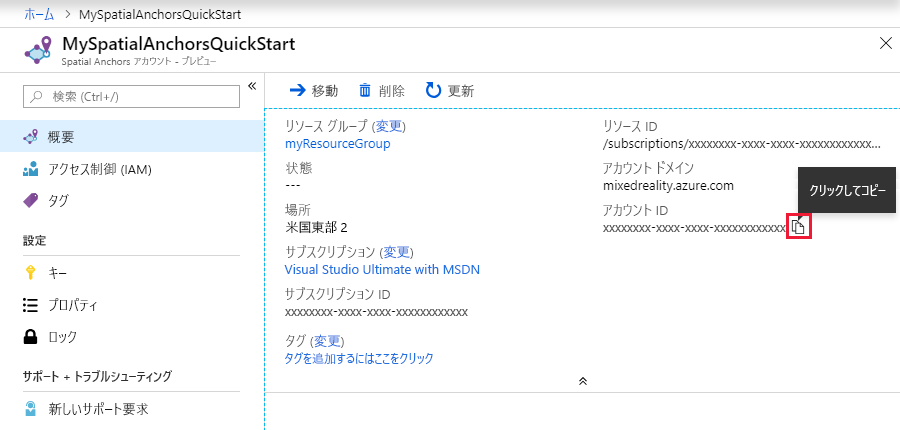 ホーム > MySpatialAnchorsQuickStart
MySpatialAnchorsQuickStart
Spatial Anchors アカウント - プレビュー
検索 (Ctrl+/)
概要
アクセス制御 (IAM)
タグ
設定
キー
プロパティ
ロック
サポート + トラブルシューティング
新しいサポート要求
移動 削除 更新
リソース グループ (変更)
myResourceGroup
状態
---
場所
米国東部 2
サブスクリプション (変更)
Visual Studio Ultimate with MSDN
サブスクリプション ID
xxxxxxxx-xxxx-xxxx-xxxxxxxxxxxx
タグ (変更)
タグを追加するにはここをクリック
リソース ID
/subscriptions/xxxxxxxx-xxxx-xxxx-xxxxxxxxxxxx...
アカウント ドメイン
mixedreality.azure.com
クリックしてコピー
アカウント ID
xxxxxxxx-xxxx-xxxx-xxxxxxxxxxxx